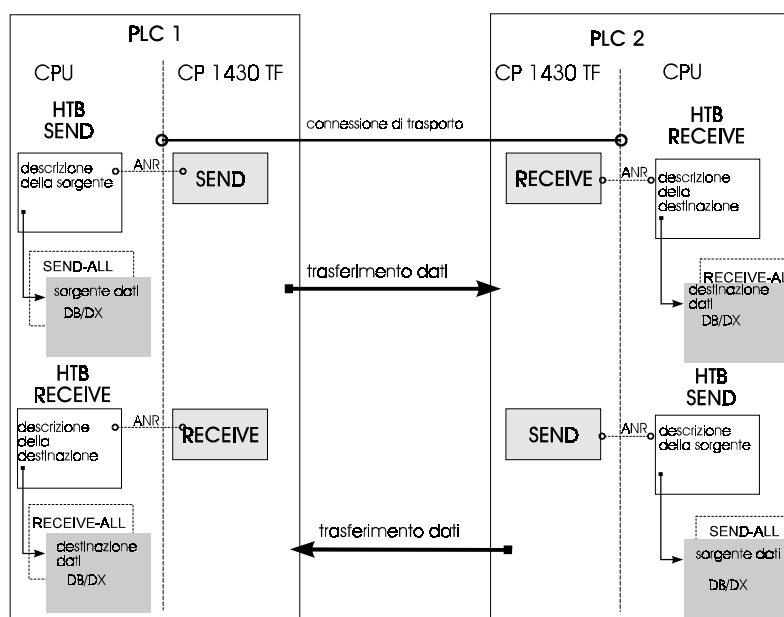 PLC 1
CPU
CP 1430 TF
HTB
SEND
descrizione
della sorgente
ANR
SEND
SEND-ALL
sorgente dati
DB/DX
HTB
RECEIVE
descrizione
della
destinazione
ANR
RECEIVE
RECEIVE-ALL
destinazione
dati
DB/DX
connessione di trasporto
trasferimento dati
trasferimento dati
PLC 2
CP 1430 TF
CPU
HTB
RECEIVE
RECEIVE
ANR
descrizione
della
destinazione
RECEIVE-AL
destinazione
dati
DB/DX
HTB
SEND
SEND
ANR
descrizione
della sorgente
SEND-ALL
sorgente dati
DB/DX